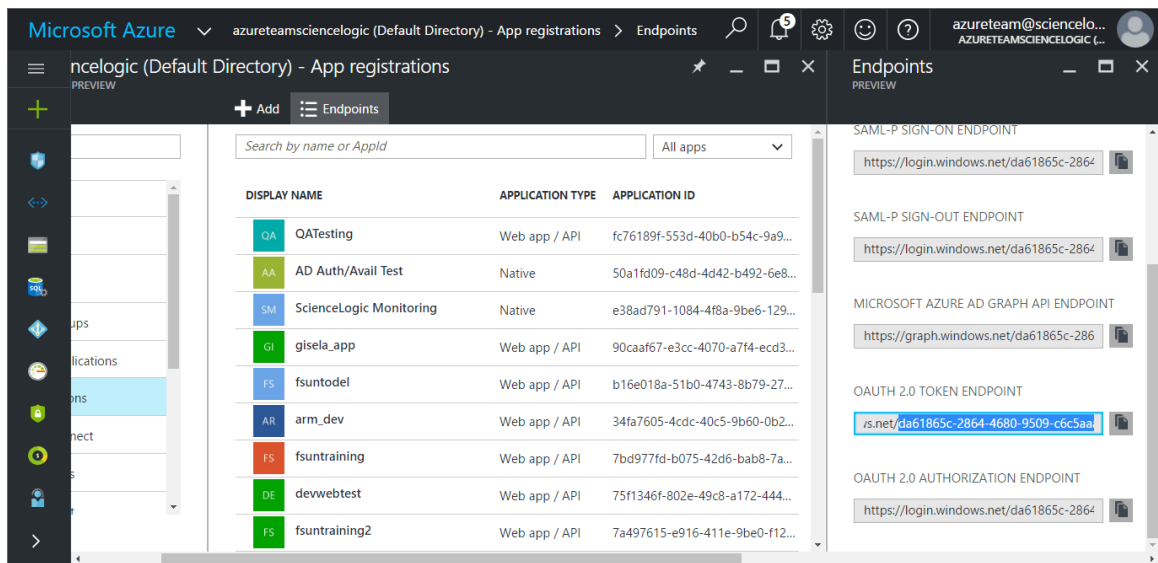 Microsoft Azure
azureteamsciencelogic (Default Directory) - App registrations > Endpoints
5
azureteam@sciencelo...
AZURETEAMSCIENCELOGIC (...
ncelogic (Default Directory) - App registrations
PREVIEW
Add
Endpoints
Search by name or AppId
All apps
DISPLAY NAME APPLICATION TYPE APPLICATION ID
QA QATesting Web app / API fc76189f-553d-40b0-b54c-9a9...
AA AD Auth/Avail Test Native 50a1fd09-c48d-4d42-b492-6e8...
SM ScienceLogic Monitoring Native e38ad791-1084-4f8a-9be6-129...
GI gisela_app Web app / API 90caaf67-e3cc-4070-a7f4-ecd3...
FS fsuntodel Web app / API b16e018a-51b0-4743-8b79-27...
AR arm_dev Web app / API 34fa7605-4cdc-40c5-9b60-0b2...
FS fsuntraining Web app / API 7bd977fd-b075-42d6-bab8-7a...
DE devwebtest Web app / API 75f1346f-802e-49c8-a172-444...
FS fsuntraining2 Web app / API 7a497615-e916-411e-9be0-f12...
SQL
ups
lications
ons
nect
s
Endpoints
PREVIEW
SAML-P SIGN-ON ENDPOINT
https://login.windows.net/da61865c-2864
SAML-P SIGN-OUT ENDPOINT
https://login.windows.net/da61865c-2864
MICROSOFT AZURE AD GRAPH API ENDPOINT
https://graph.windows.net/da61865c-286
OAUTH 2.0 TOKEN ENDPOINT
vs.net/da61865c-2864-4680-9509-c6c5aa
OAUTH 2.0 AUTHORIZATION ENDPOINT
https://login.windows.net/da61865c-2864